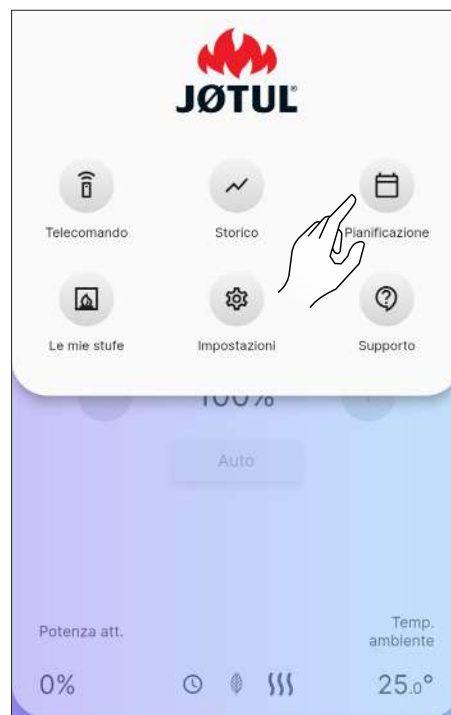 JØTUL®
Telecomando
Storico
Pianificazione
Le mie stufe
Impostazioni
Supporto
100%
Auto
Potenza att.
Temp.
ambiente
0%
25.0°